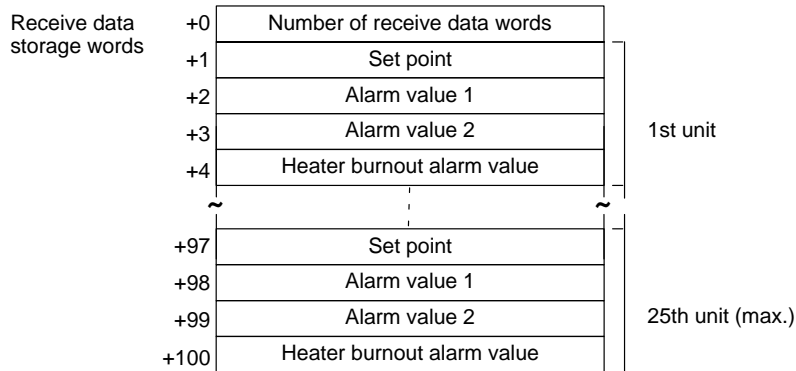 Receive data
storage words
+0 Number of receive data words
+1 Set point
+2 Alarm value 1
+3 Alarm value 2
+4 Heater burnout alarm value
1st unit
~ ~
+97 Set point
+98 Alarm value 1
+99 Alarm value 2
+100 Heater burnout alarm value
25th unit (max.)